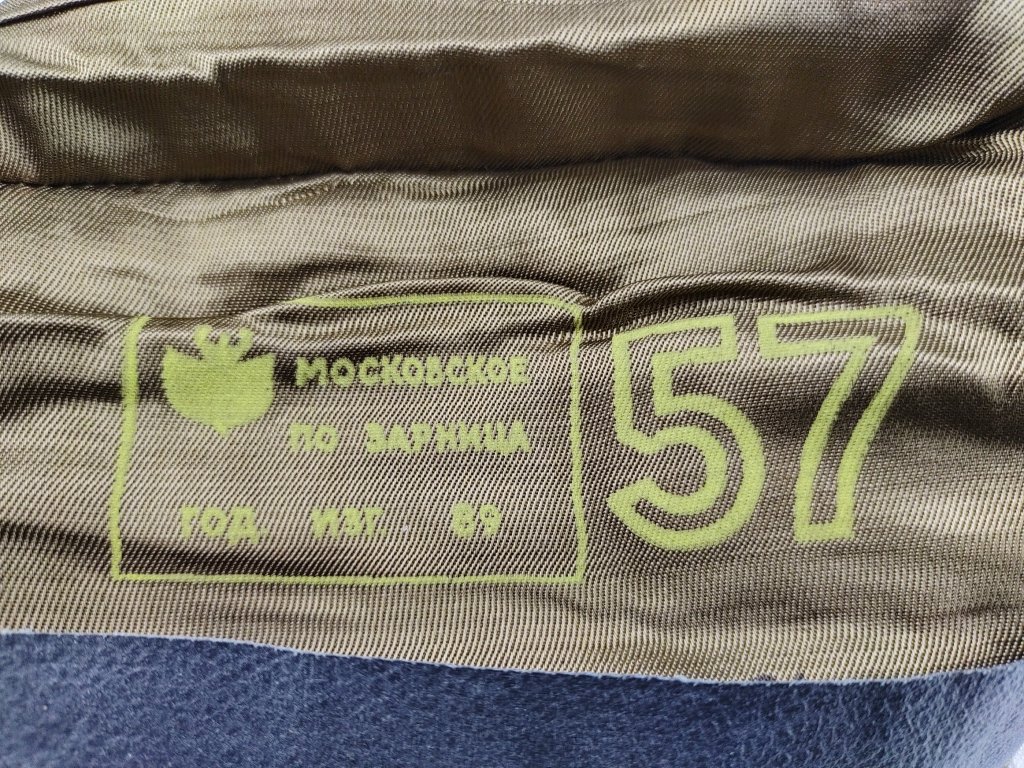 МОСКОВСКОЕ
ПО ЗАРНИЦА
ГОД ИЗГ. 89
57